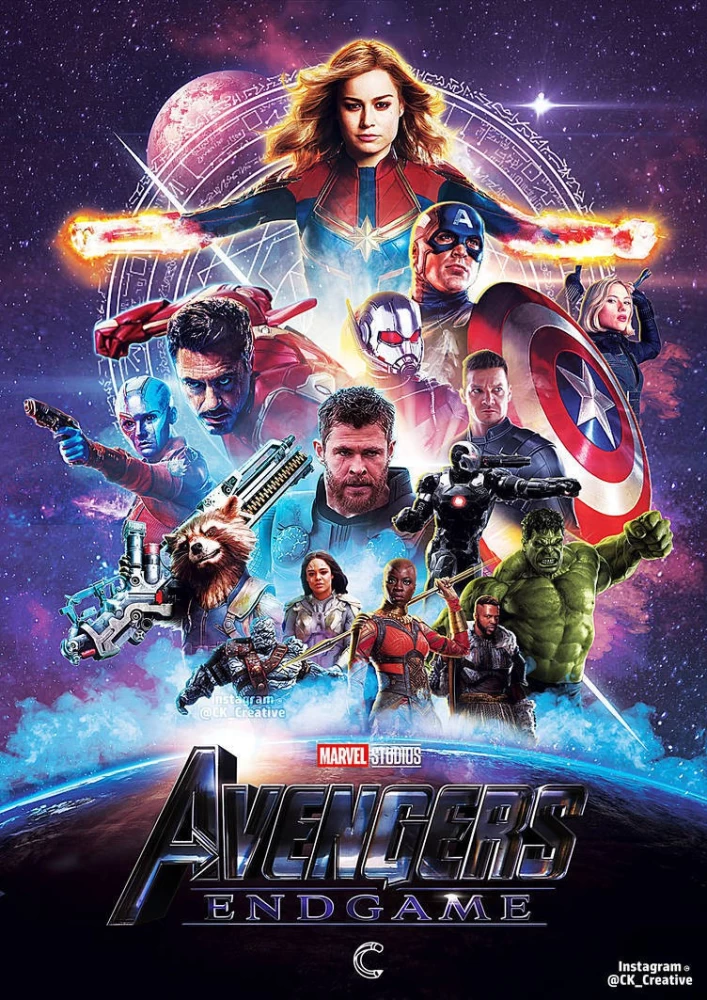 A
Instagram
@CK_Creative
MARVEL STUDIOS
AVENGERS
ENDGAME
C
Instagram
@CK_Creative